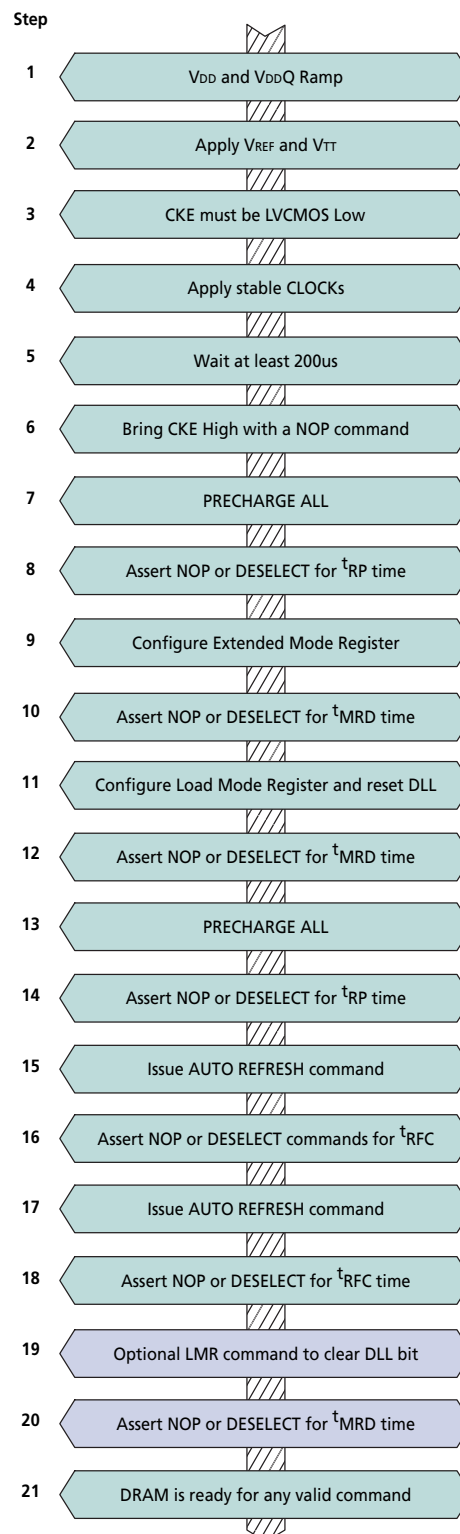 Step
1 VDD and VDDQ Ramp
2 Apply VREF and VTT
3 CKE must be LVCMOS Low
4 Apply stable CLOCKs
5 Wait at least 200us
6 Bring CKE High with a NOP command
7 PRECHARGE ALL
8 Assert NOP or DESELECT for tRP time
9 Configure Extended Mode Register
10 Assert NOP or DESELECT for tMRD time
11 Configure Load Mode Register and reset DLL
12 Assert NOP or DESELECT for tMRD time
13 PRECHARGE ALL
14 Assert NOP or DESELECT for tRP time
15 Issue AUTO REFRESH command
16 Assert NOP or DESELECT commands for tRFC
17 Issue AUTO REFRESH command
18 Assert NOP or DESELECT for tRFC time
19 Optional LMR command to clear DLL bit
20 Assert NOP or DESELECT for tMRD time
21 DRAM is ready for any valid command